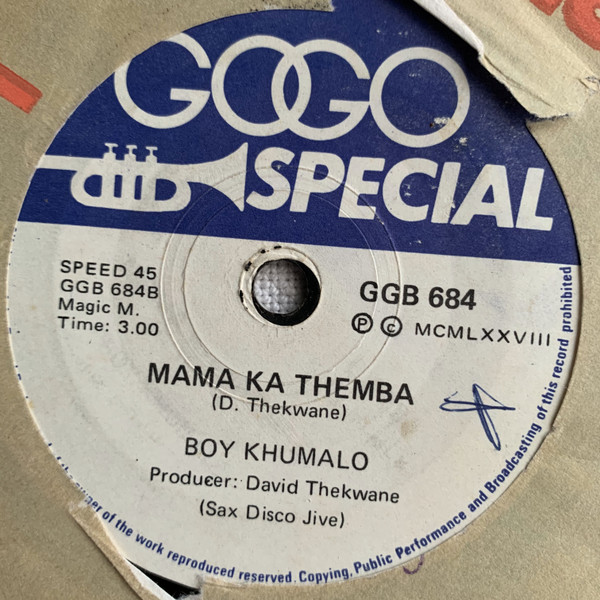 GOGO
SPECIAL
SPEED 45
GGB 684B
Magic M.
Time: 3.00
GGB 684
Ⓟ © MCMLXXVIII
MAMA KA THEMBA
(D. Thekwane)
BOY KHUMALO
Producer: David Thekwane
(Sax Disco Jive)
of the work reproduced reserved. Copying, Public Performance and Broadcasting of this record prohibited